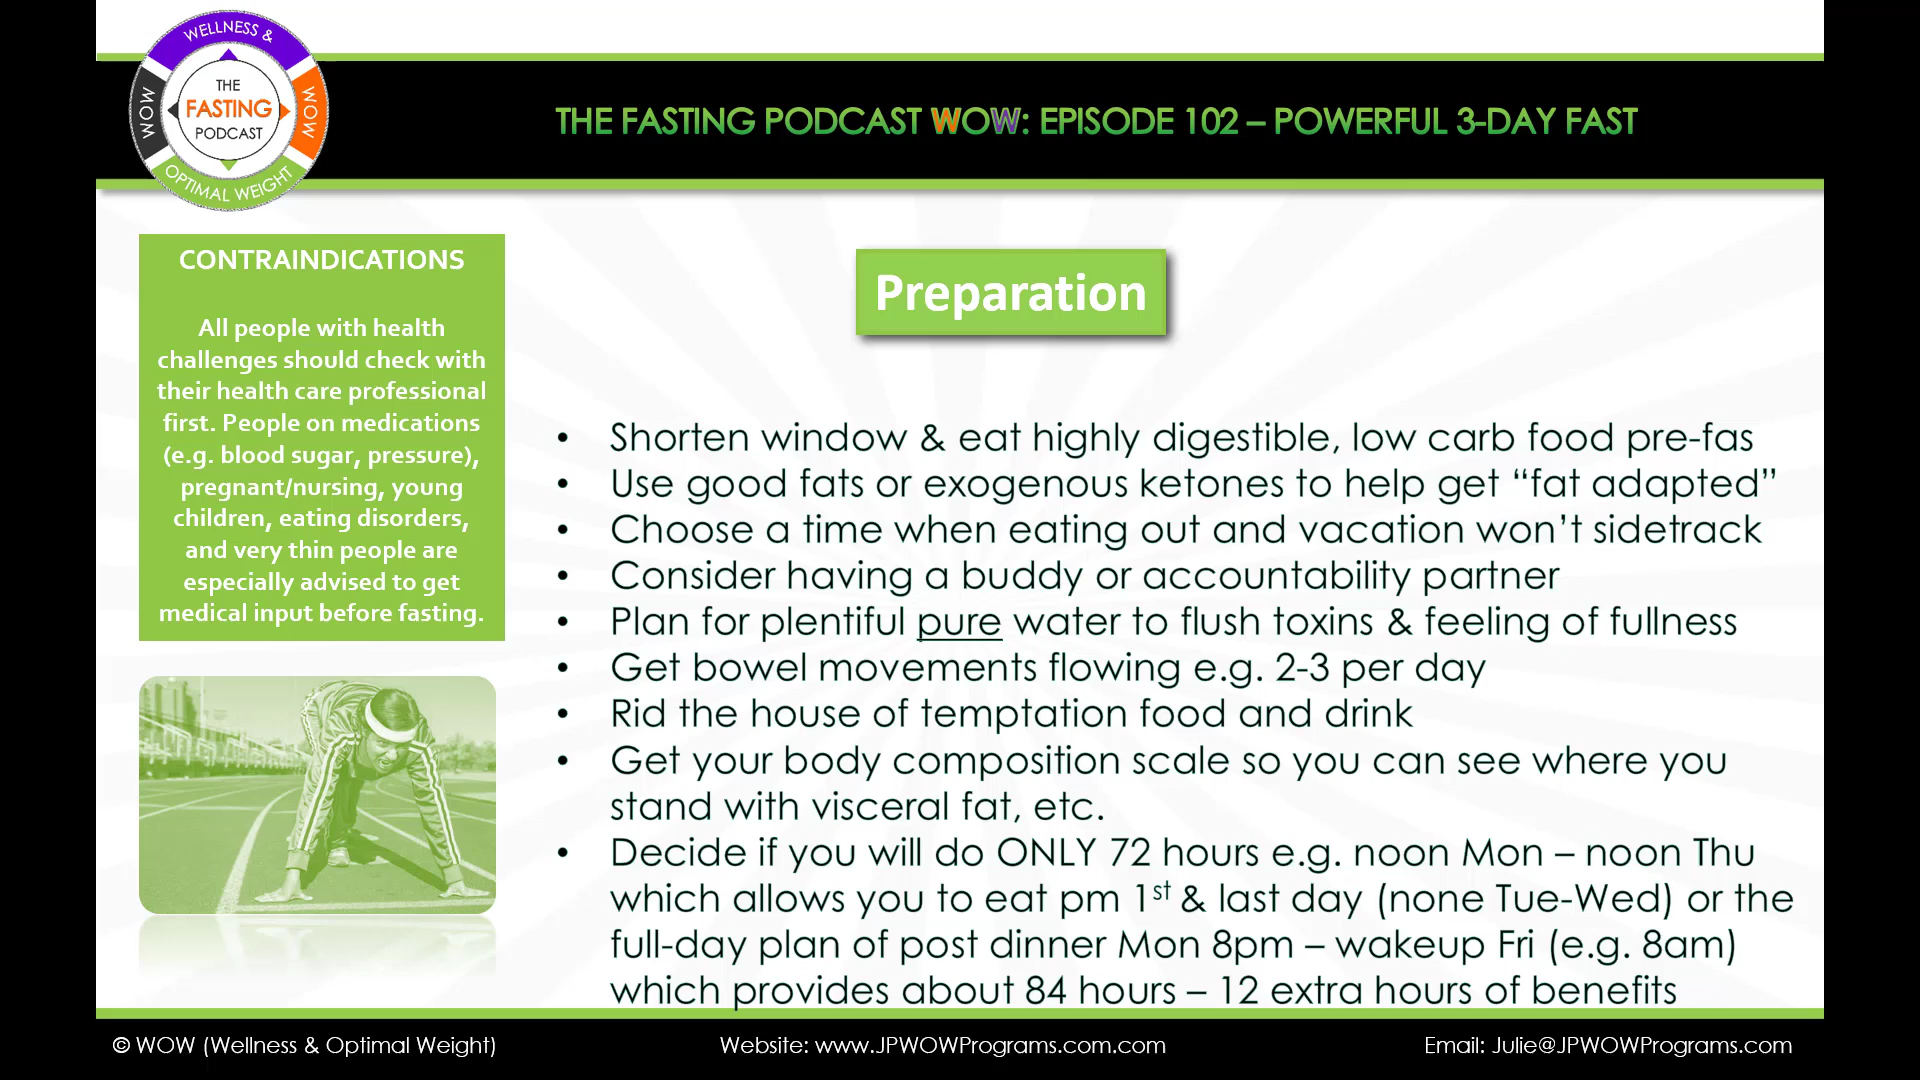 WELLNESS &
WOW
THE
FASTING
PODCAST
WOW
OPTIMAL WEIGHT
THE FASTING PODCAST WOW: EPISODE 102 – POWERFUL 3-DAY FAST
CONTRAINDICATIONS
All people with health
challenges should check with
their health care professional
first. People on medications
(e.g. blood sugar, pressure),
pregnant/nursing, young
children, eating disorders,
and very thin people are
especially advised to get
medical input before fasting.
Preparation
• Shorten window & eat highly digestible, low carb food pre-fas
• Use good fats or exogenous ketones to help get “fat adapted”
• Choose a time when eating out and vacation won’t sidetrack
• Consider having a buddy or accountability partner
• Plan for plentiful pure water to flush toxins & feeling of fullness
• Get bowel movements flowing e.g. 2-3 per day
• Rid the house of temptation food and drink
• Get your body composition scale so you can see where you
stand with visceral fat, etc.
• Decide if you will do ONLY 72 hours e.g. noon Mon – noon Thu
which allows you to eat pm 1st & last day (none Tue-Wed) or the
full-day plan of post dinner Mon 8pm – wakeup Fri (e.g. 8am)
which provides about 84 hours – 12 extra hours of benefits
© WOW (Wellness & Optimal Weight)
Website: www.JPWOWPrograms.com.com
Email: Julie@JPWOWPrograms.com